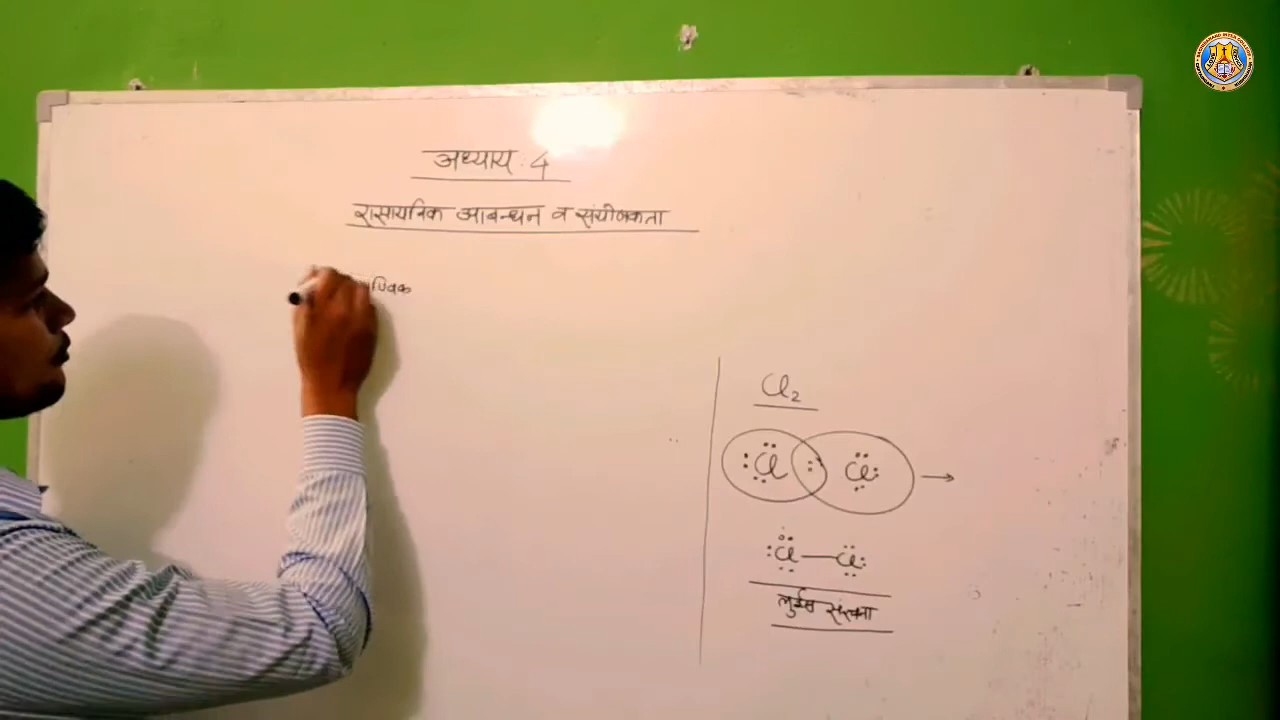 अध्याय : 4
रासायनिक आबन्धन व संयोजकता
Cl₂
:Cl: :Cl: →
:Cl—Cl:
लुईस संरचना